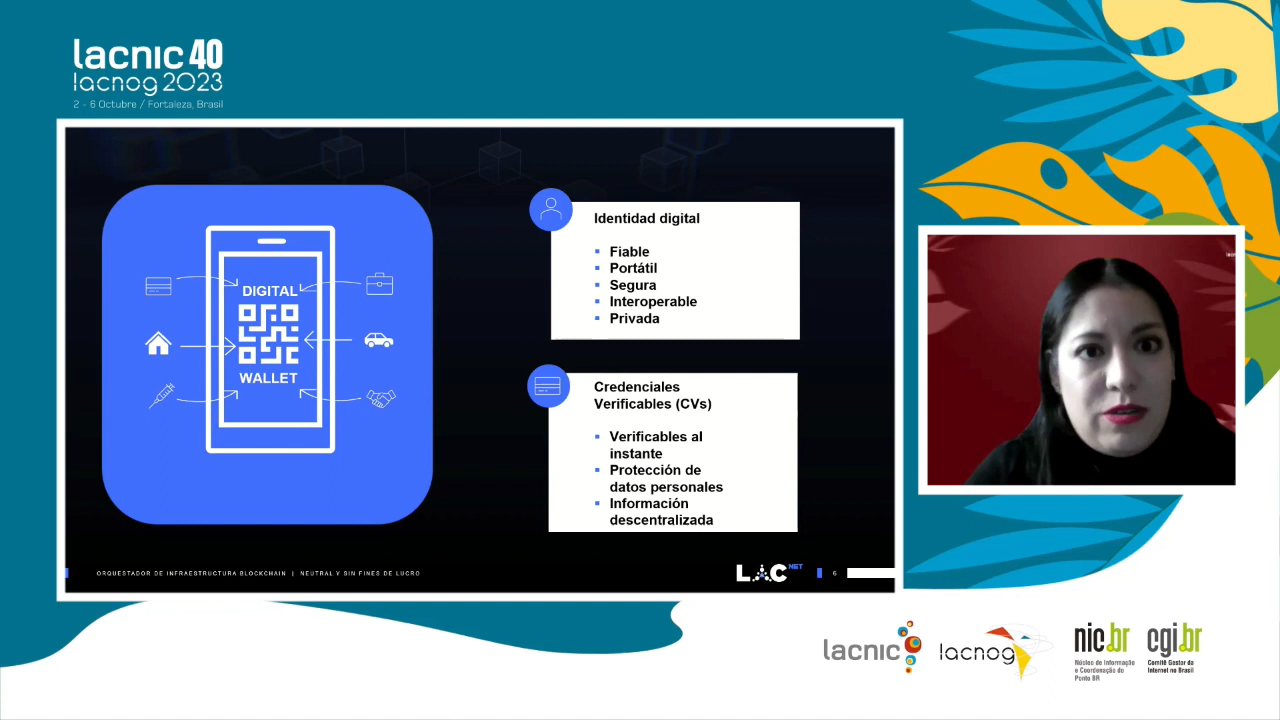 lacnic 40
lacnog 2023
2 - 6 Octubre / Fortaleza, Brasil
DIGITAL
WALLET
Identidad digital
Fiable
Portátil
Segura
Interoperable
Privada
Credenciales
Verificables (CVs)
Verificables al
instante
Protección de
datos personales
Información
descentralizada
ORQUESTADOR DE INFRAESTRUCTURA BLOCKCHAIN | NEUTRAL Y SIN FINES DE LUCRO
LAC NET
6
lacnic
lacnog
nic.br
Núcleo de Informação
e Coordenação do
Ponto BR
cgi.br
Comitê Gestor da
Internet no Brasil